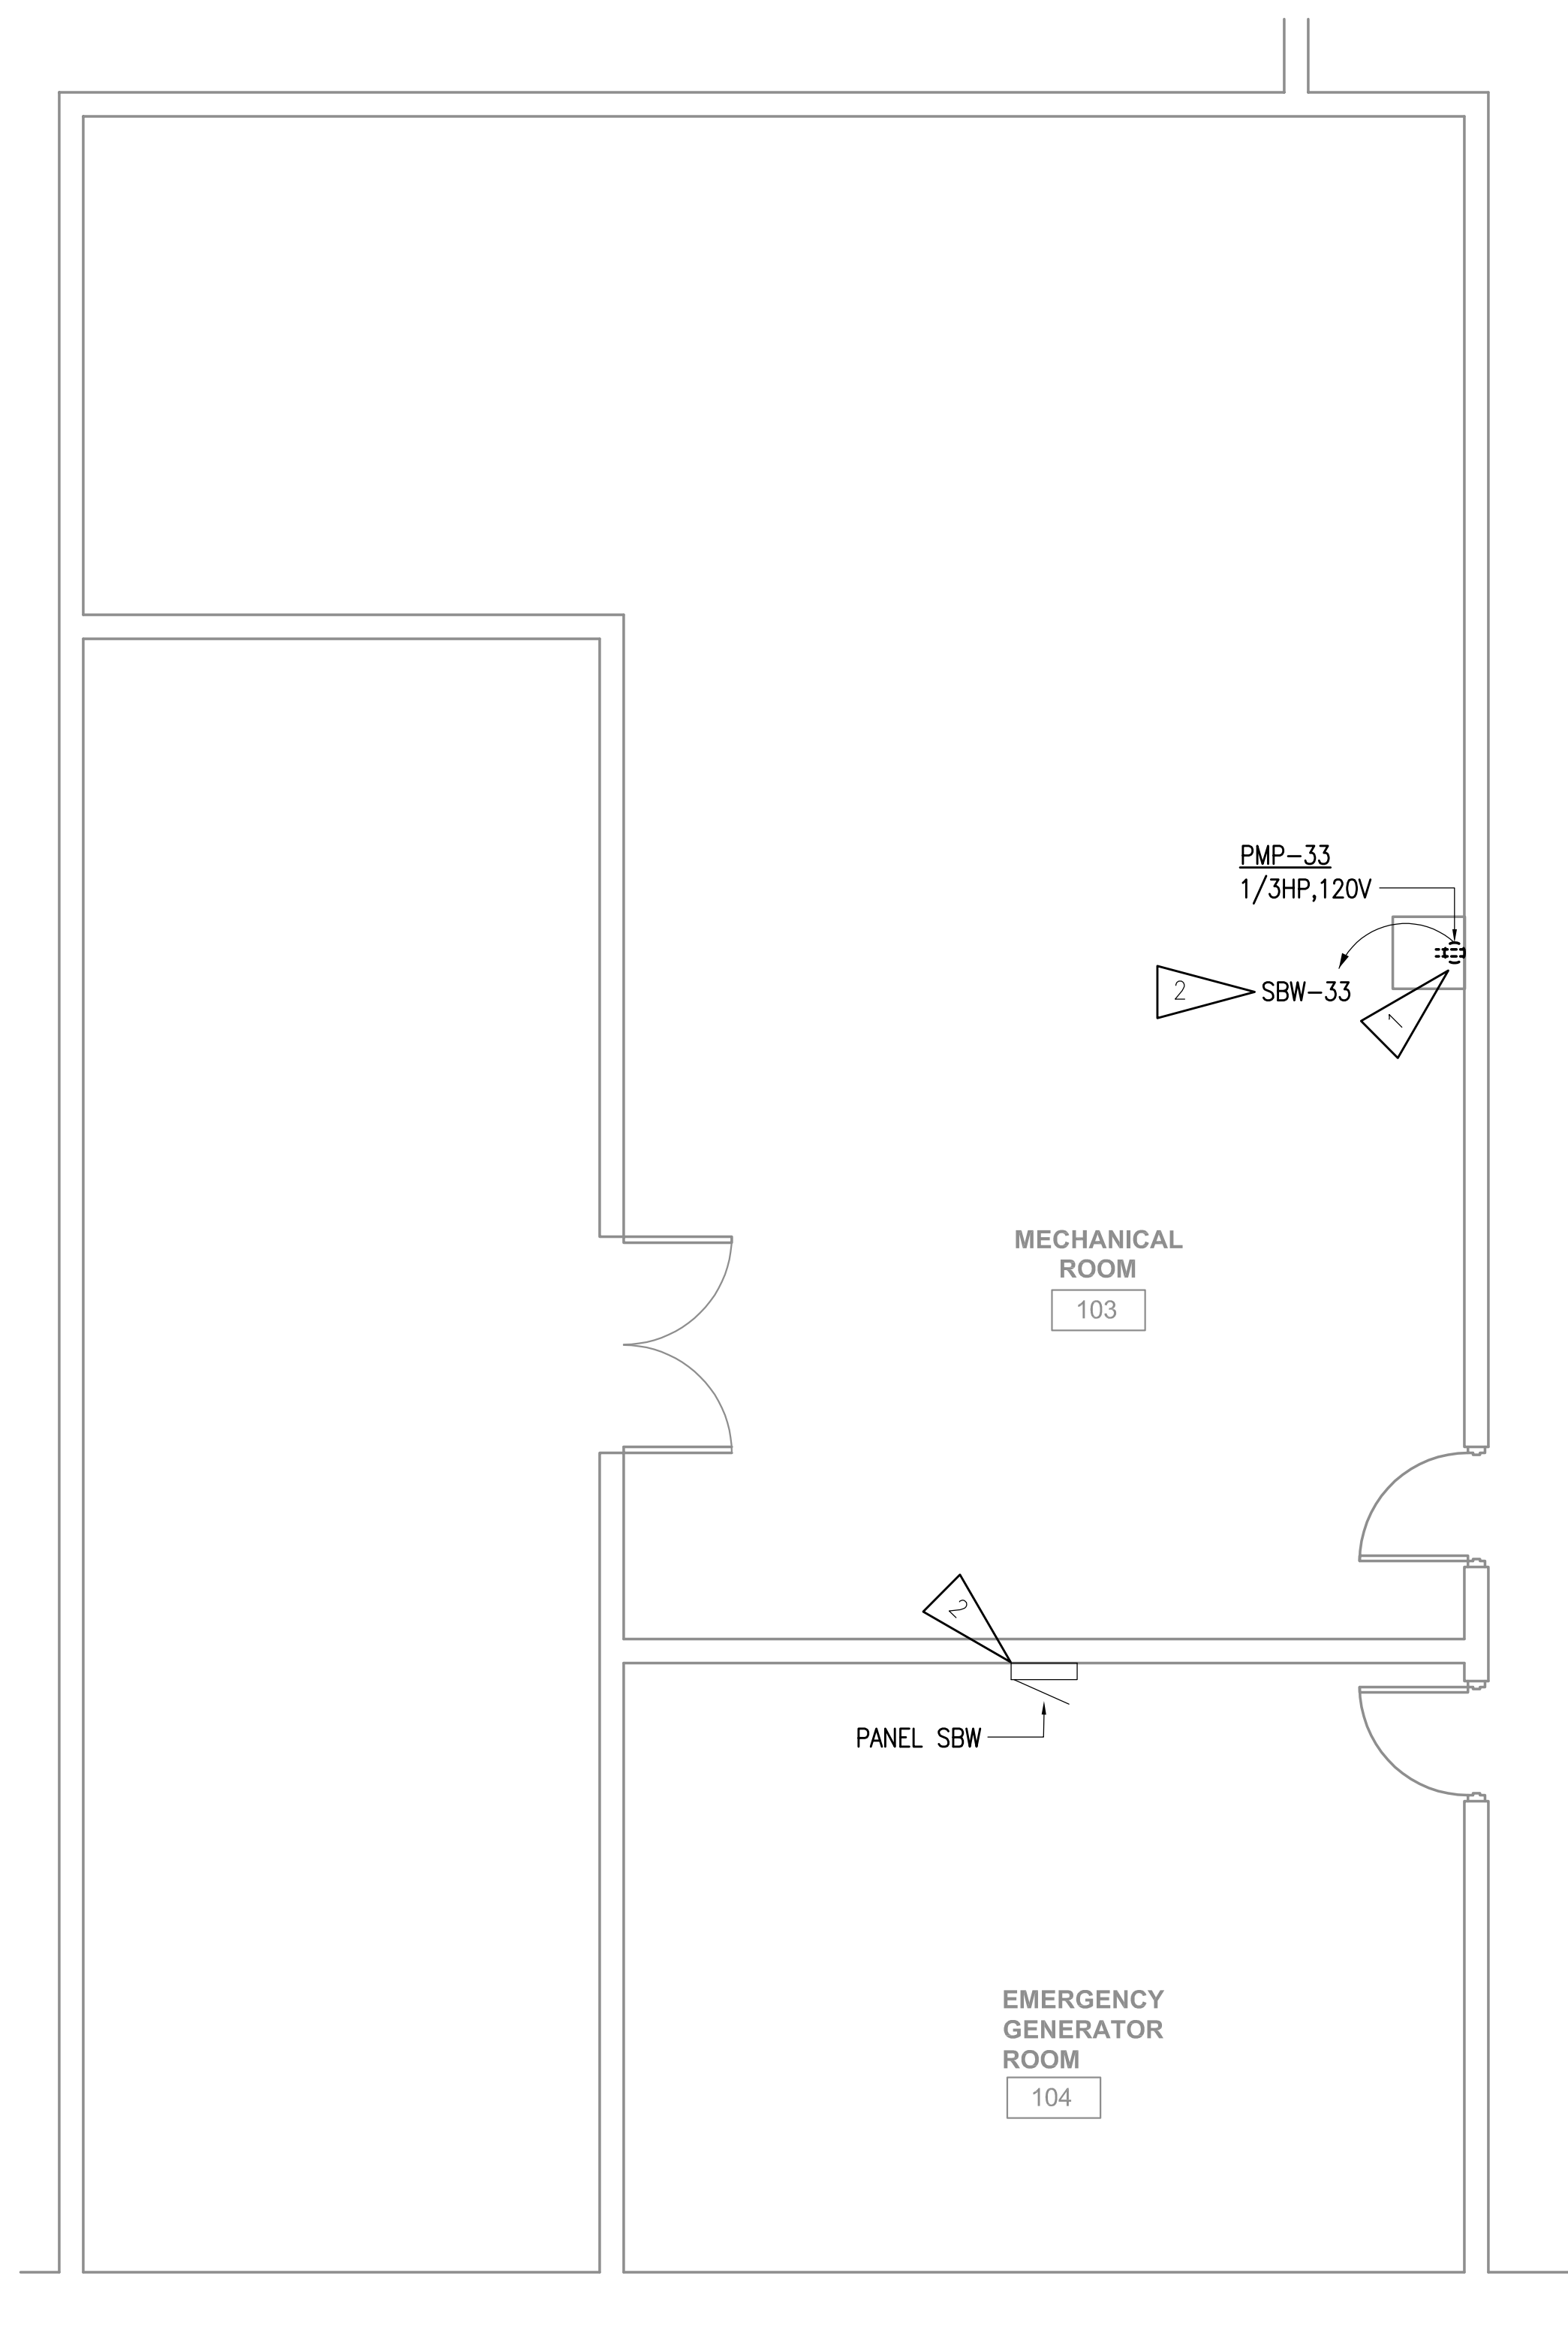 PMP-33
1/3HP,120V
2
SBW-33
1
MECHANICAL
ROOM
103
2
PANEL SBW
EMERGENCY
GENERATOR
ROOM
104